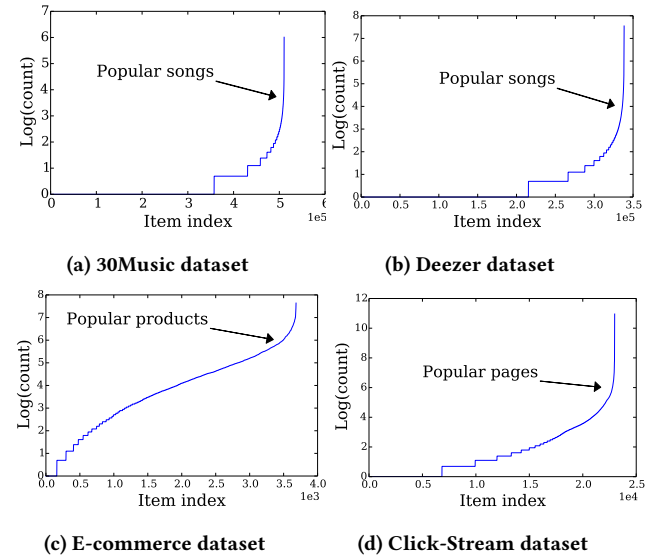 7
6
5
4
3
2
1
0
Log(count)
Popular songs
0 1 2 3 4 5 6
1e5
Item index
(a) 30Music dataset
8
7
6
5
4
3
2
1
0
Log(count)
Popular songs
0.0 0.5 1.0 1.5 2.0 2.5 3.0 3.5
1e5
Item index
(b) Deezer dataset
8
7
6
5
4
3
2
1
0
Log(count)
Popular products
0.0 0.5 1.0 1.5 2.0 2.5 3.0 3.5 4.0
1e3
Item index
(c) E-commerce dataset
12
10
8
6
4
2
0
Log(count)
Popular pages
0.0 0.5 1.0 1.5 2.0 2.5
1e4
Item index
(d) Click-Stream dataset